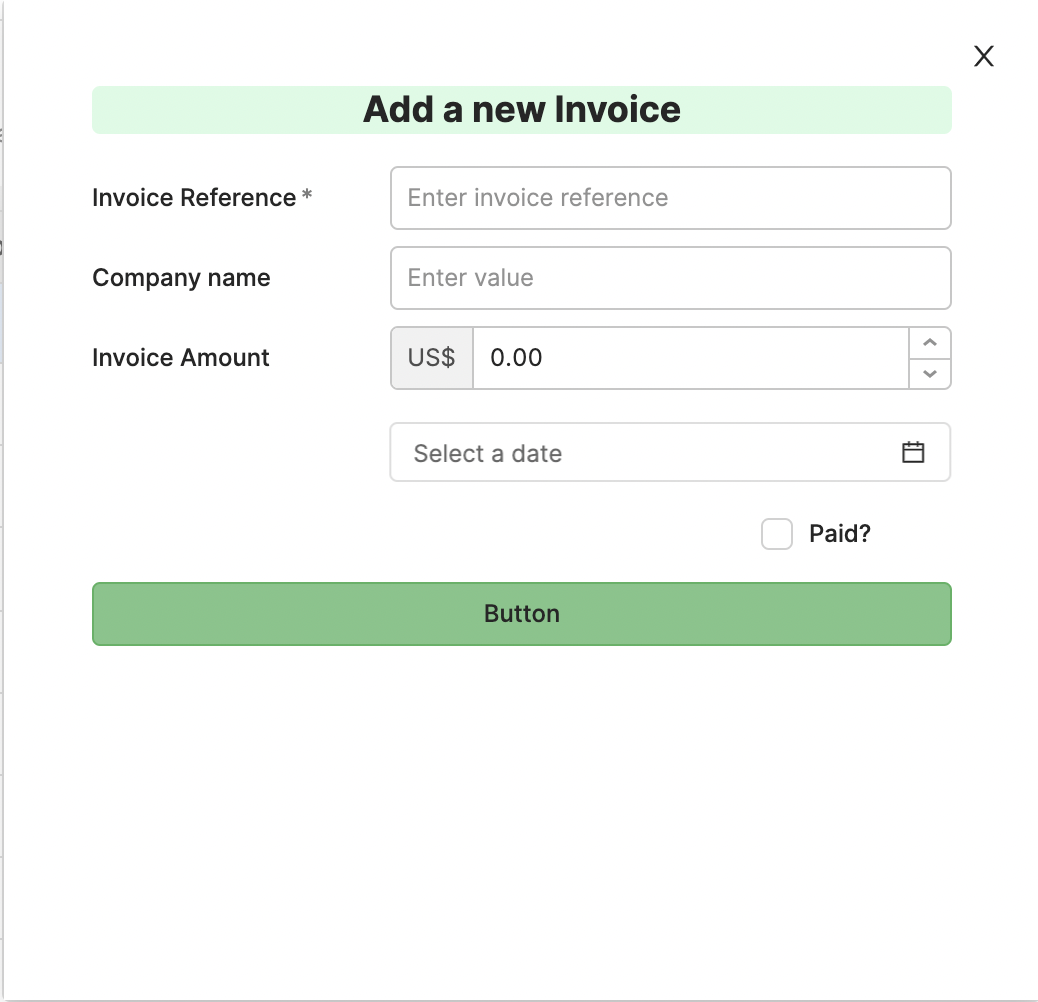 X
Add a new Invoice
Invoice Reference * Enter invoice reference
Company name Enter value
Invoice Amount US$ 0.00
Select a date
Paid?
Button